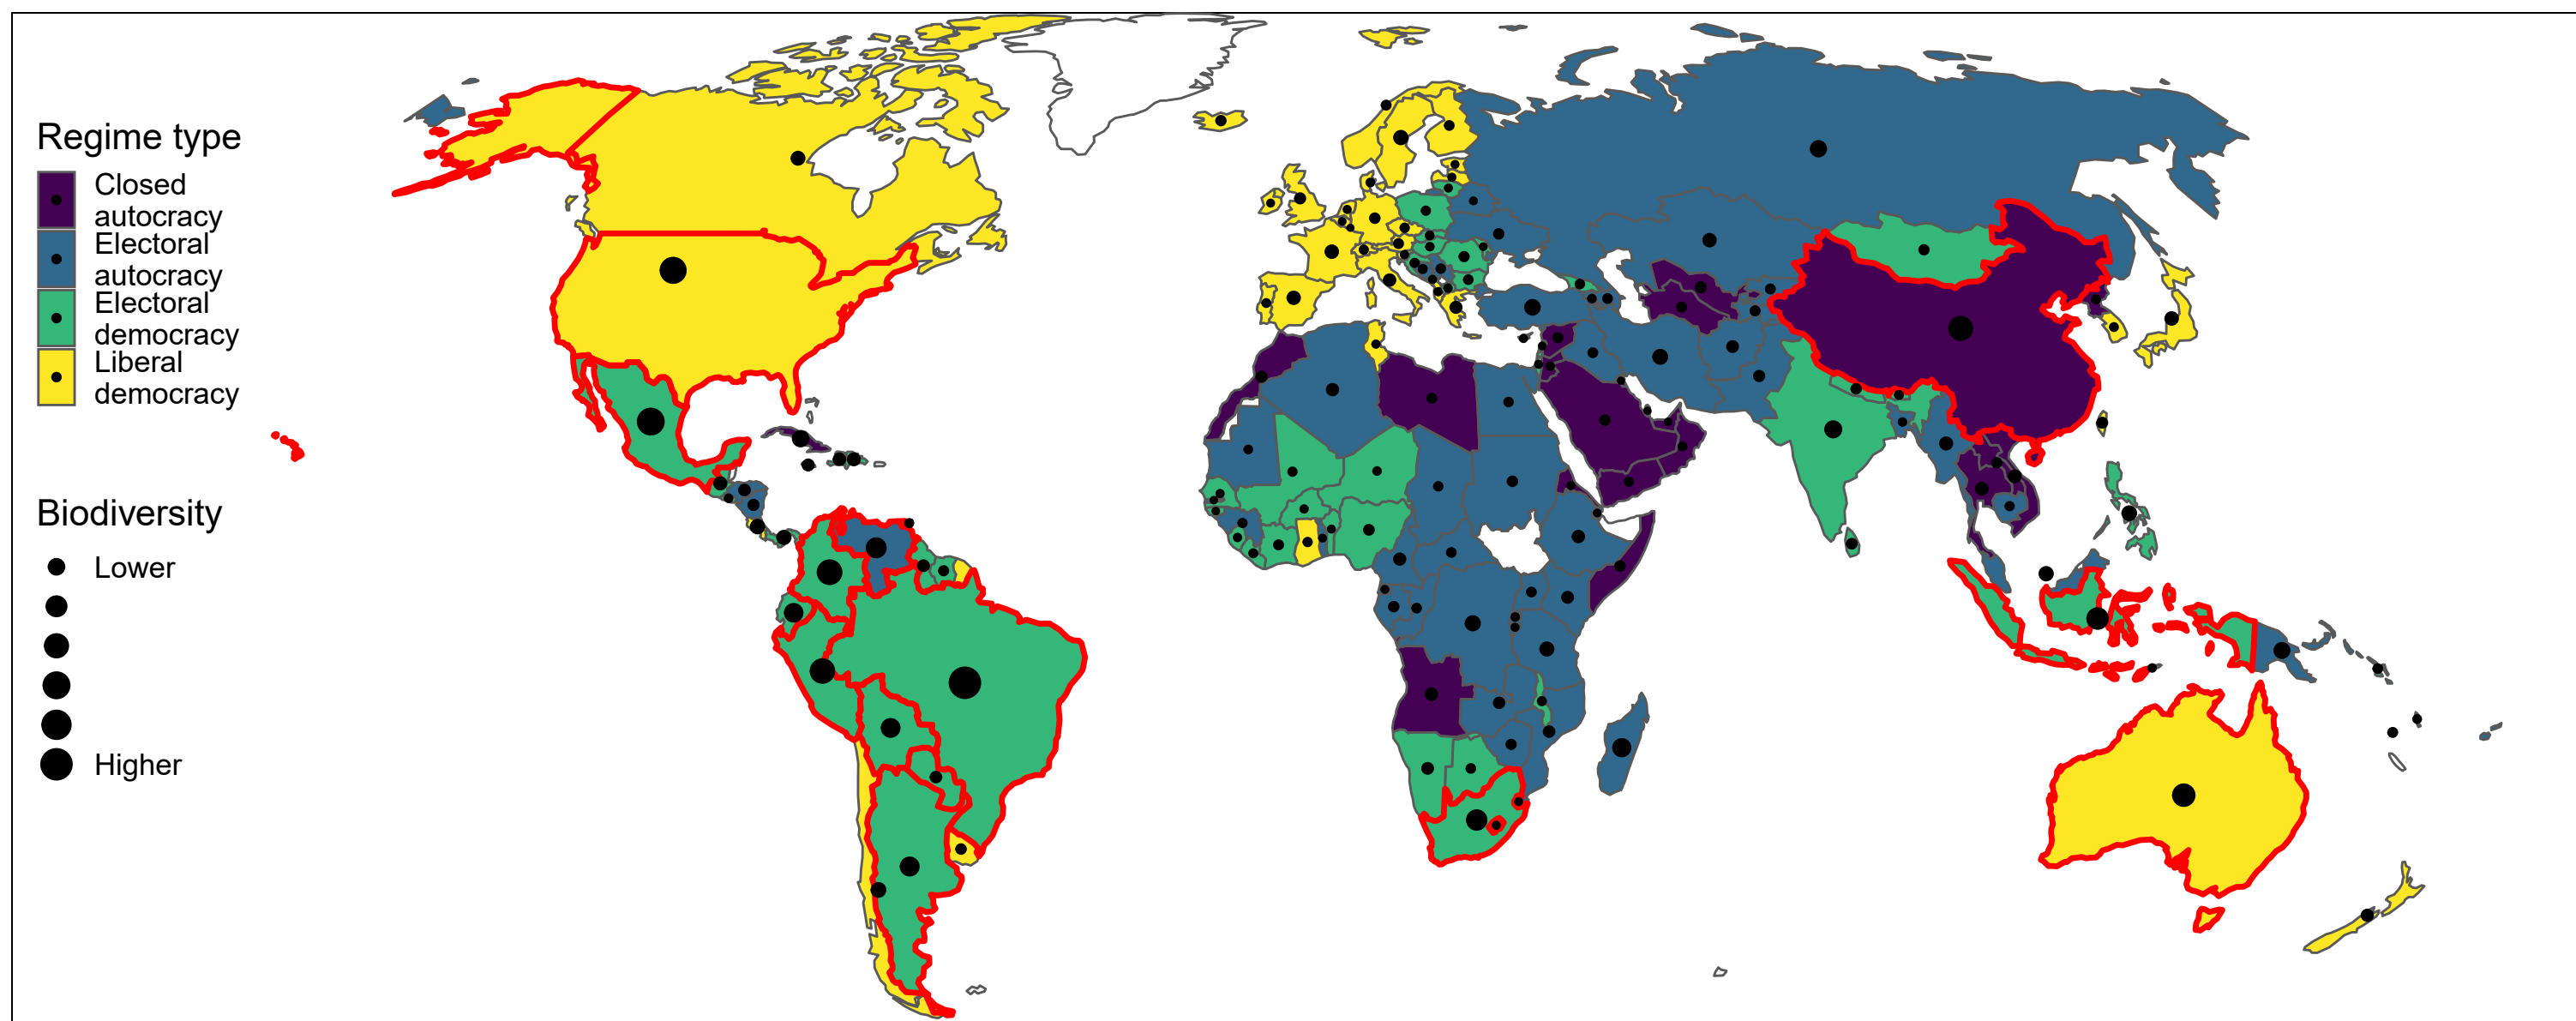 Regime type
Closed
autocracy
Electoral
autocracy
Electoral
democracy
Liberal
democracy
Biodiversity
Lower
Higher